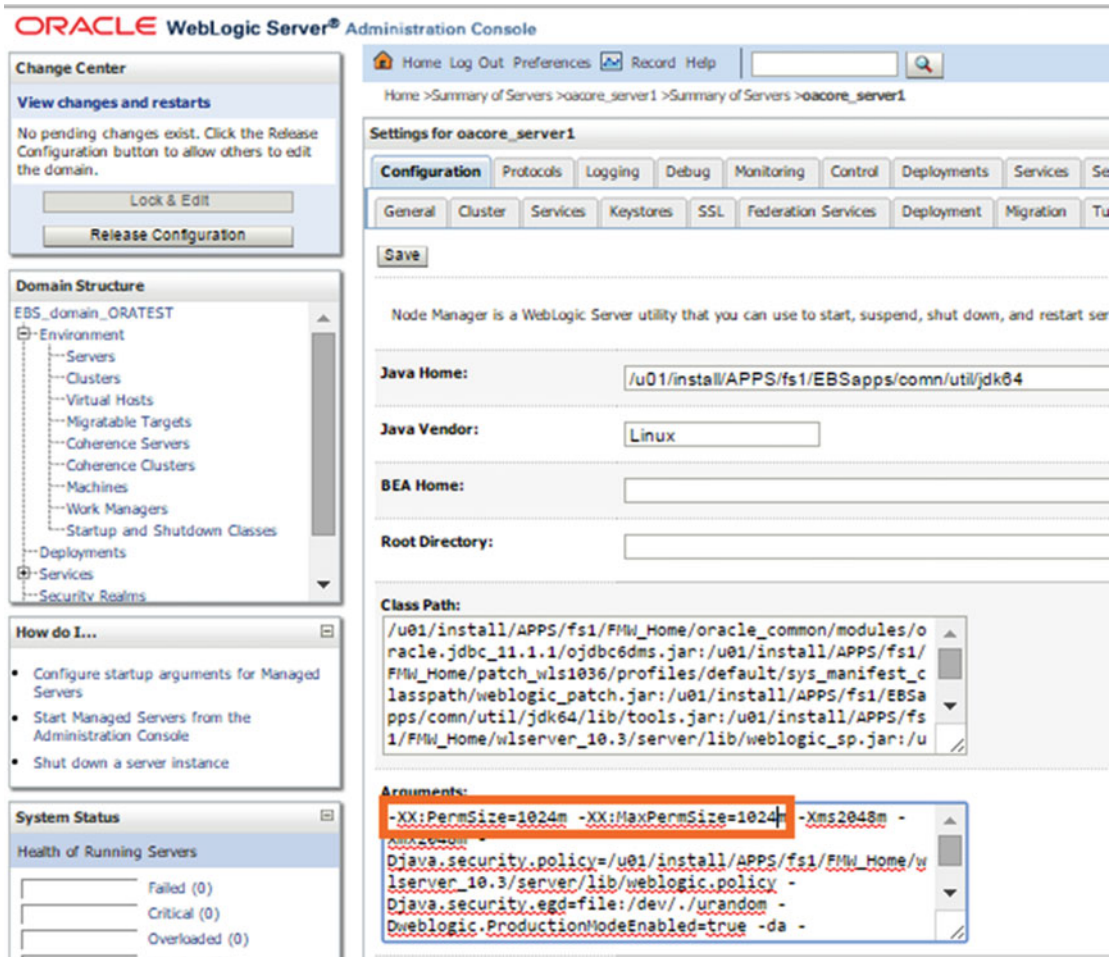 ORACLE WebLogic Server® Administration Console
Change Center
View changes and restarts
No pending changes exist. Click the Release
Configuration button to allow others to edit
the domain.
Lock & Edit
Release Configuration
Domain Structure
EBS_domain_ORATEST
Environment
Servers
Clusters
Virtual Hosts
Migratable Targets
Coherence Servers
Coherence Clusters
Machines
Work Managers
Startup and Shutdown Classes
Deployments
Services
Security Realms
How do I...
Configure startup arguments for Managed
Servers
Start Managed Servers from the
Administration Console
Shut down a server instance
System Status
Health of Running Servers
Failed (0)
Critical (0)
Overloaded (0)
Home Log Out Preferences Record Help
Home >Summary of Servers >oacore_server1 >Summary of Servers >oacore_server1
Settings for oacore_server1
Configuration Protocols Logging Debug Monitoring Control Deployments Services Se
General Cluster Services Keystores SSL Federation Services Deployment Migration Tu
Save
Node Manager is a WebLogic Server utility that you can use to start, suspend, shut down, and restart ser
Java Home:
/u01/install/APPS/fs1/EBSapps/comn/util/jdk64
Java Vendor:
Linux
BEA Home:
Root Directory:
Class Path:
/u01/install/APPS/fs1/FMW_Home/oracle_common/modules/o
racle.jdbc_11.1.1/ojdbc6dms.jar:/u01/install/APPS/fs1/
FMW_Home/patch_wls1036/profiles/default/sys_manifest_c
lasspath/weblogic_patch.jar:/u01/install/APPS/fs1/EBSa
pps/comn/util/jdk64/lib/tools.jar:/u01/install/APPS/fs
1/FMW_Home/wlserver_10.3/server/lib/weblogic_sp.jar:/u
Arguments:
-XX:PermSize=1024m -XX:MaxPermSize=1024m -Xms2048m -
Xmx2048m -
Djava.security.policy=/u01/install/APPS/fs1/FMW_Home/w
lserver_10.3/server/lib/weblogic.policy -
Djava.security.egd=file:/dev/./urandom -
Dweblogic.ProductionModeEnabled=true -da -